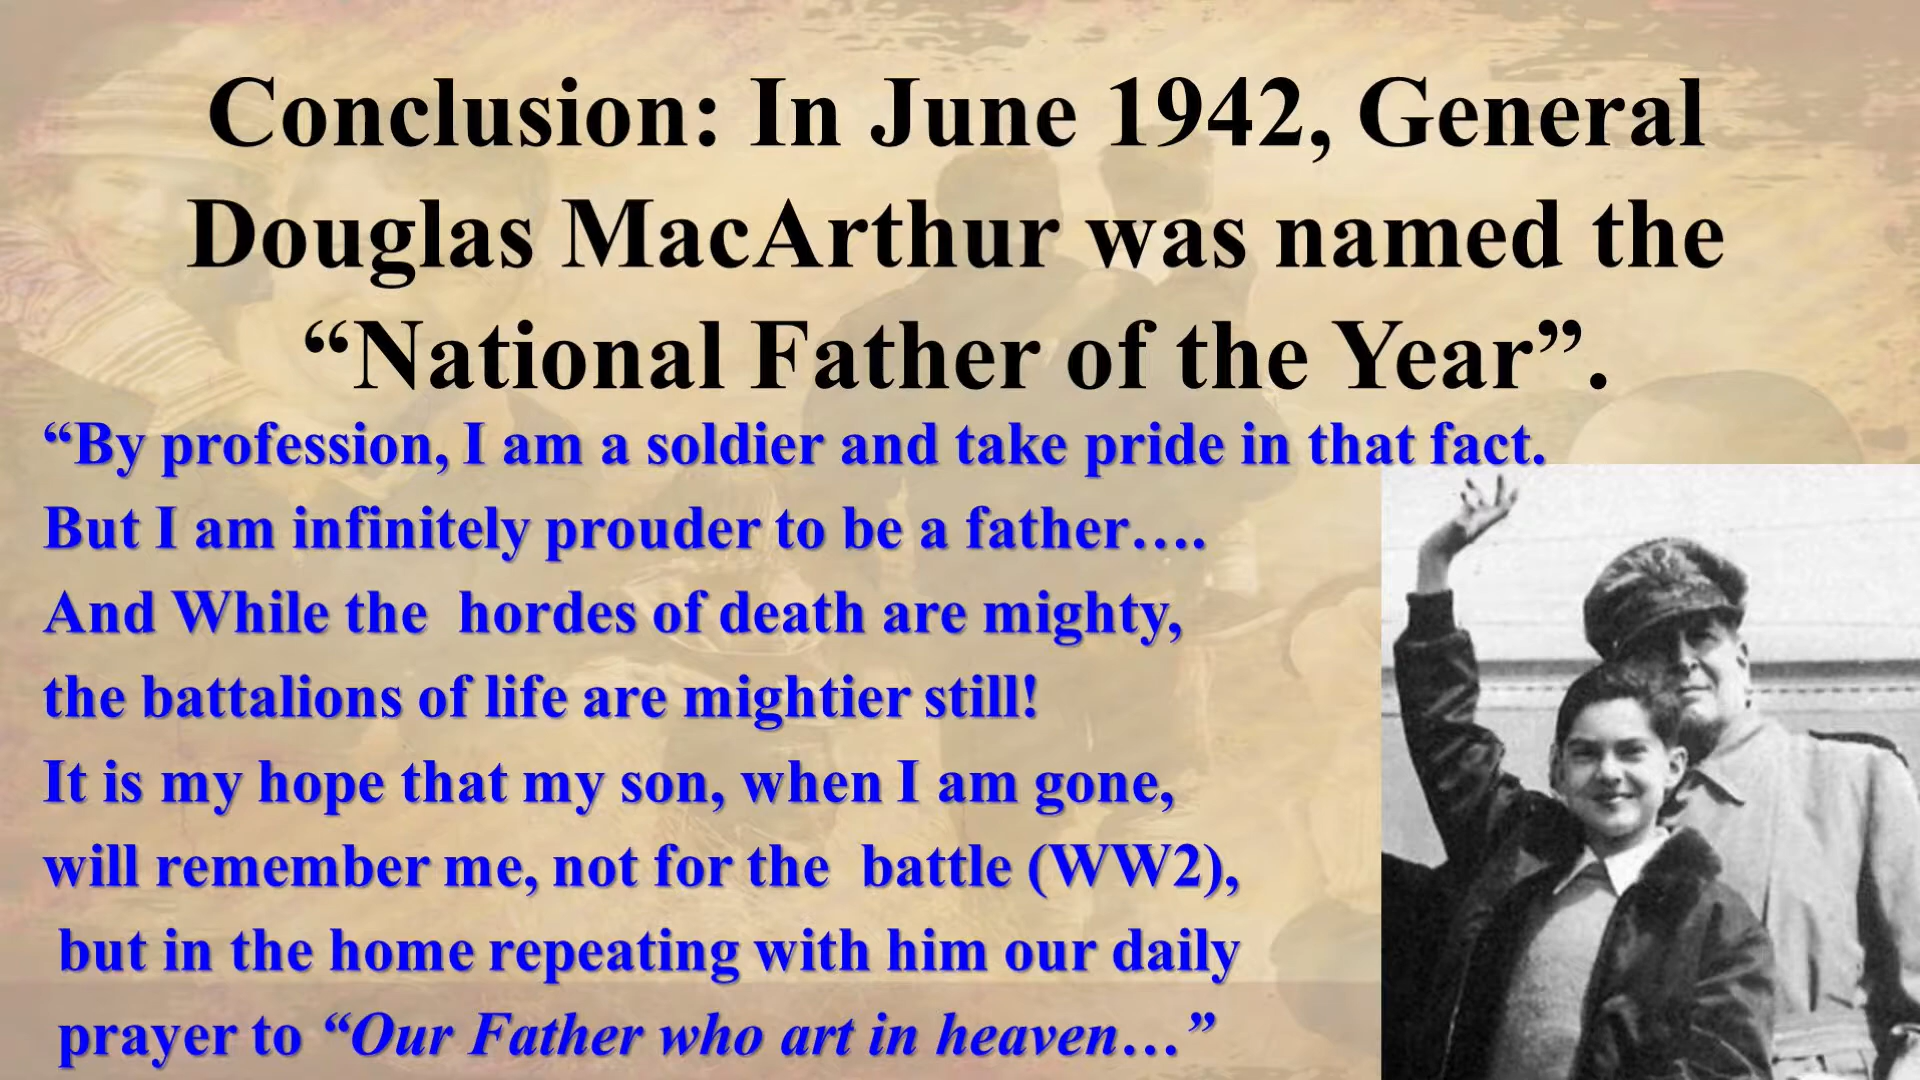 Conclusion: In June 1942, General
Douglas MacArthur was named the
“National Father of the Year”.
“By profession, I am a soldier and take pride in that fact.
But I am infinitely prouder to be a father….
And While the  hordes of death are mighty,
the battalions of life are mightier still!
It is my hope that my son, when I am gone,
will remember me, not for the  battle (WW2),
but in the home repeating with him our daily
prayer to “Our Father who art in heaven…”